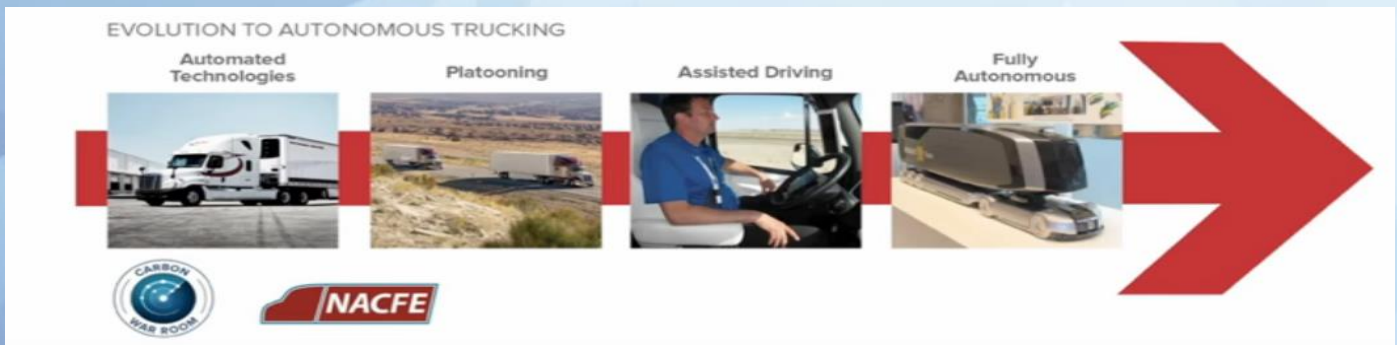 EVOLUTION TO AUTONOMOUS TRUCKING
Automated
Technologies
Platooning
Assisted Driving
Fully
Autonomous
CARBON
WAR ROOM
NACFE